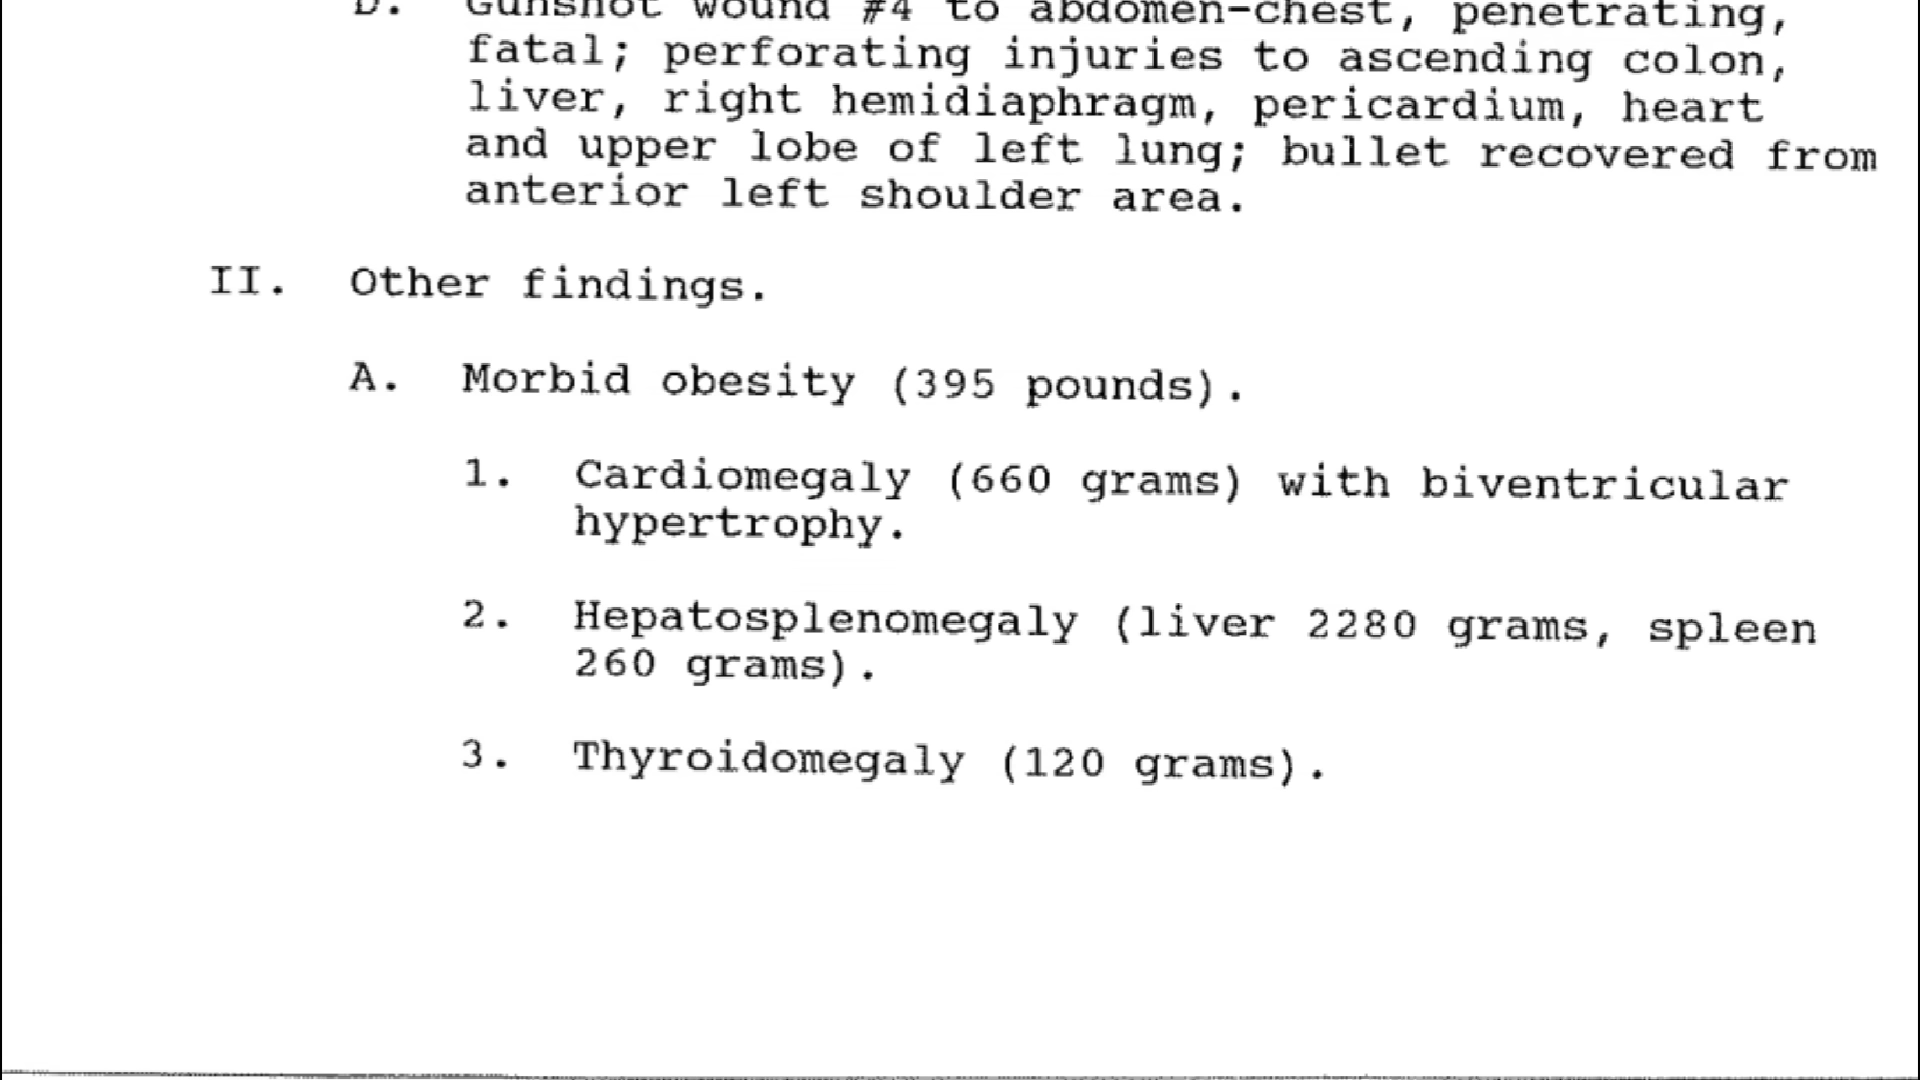 D. Gunshot wound #4 to abdomen-chest, penetrating,
fatal; perforating injuries to ascending colon,
liver, right hemidiaphragm, pericardium, heart
and upper lobe of left lung; bullet recovered from
anterior left shoulder area.
II. Other findings.
A. Morbid obesity (395 pounds).
1. Cardiomegaly (660 grams) with biventricular
hypertrophy.
2. Hepatosplenomegaly (liver 2280 grams, spleen
260 grams).
3. Thyroidomegaly (120 grams).